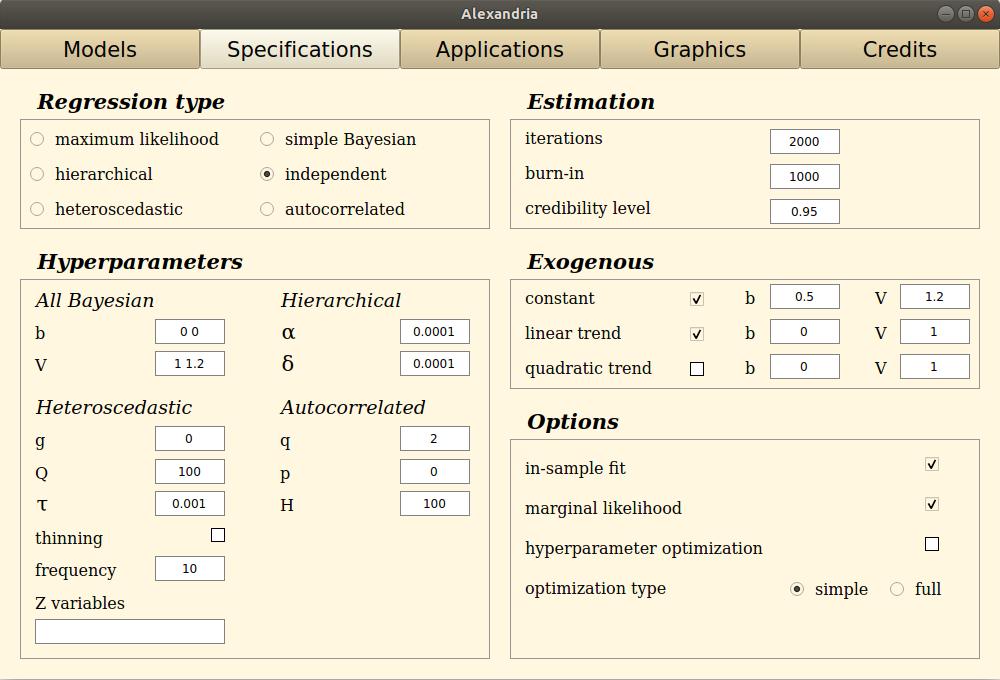 Alexandria
Models Specifications Applications Graphics Credits
Regression type
maximum likelihood simple Bayesian
hierarchical independent
heteroscedastic autocorrelated
Estimation
iterations 2000
burn-in 1000
credibility level 0.95
Hyperparameters
All Bayesian
b 0 0
V 1 1.2
Hierarchical
α 0.0001
δ 0.0001
Heteroscedastic
g 0
Q 100
τ 0.001
thinning
frequency 10
Z variables
Autocorrelated
q 2
p 0
H 100
Exogenous
constant b 0.5 V 1.2
linear trend b 0 V 1
quadratic trend b 0 V 1
Options
in-sample fit
marginal likelihood
hyperparameter optimization
optimization type simple full